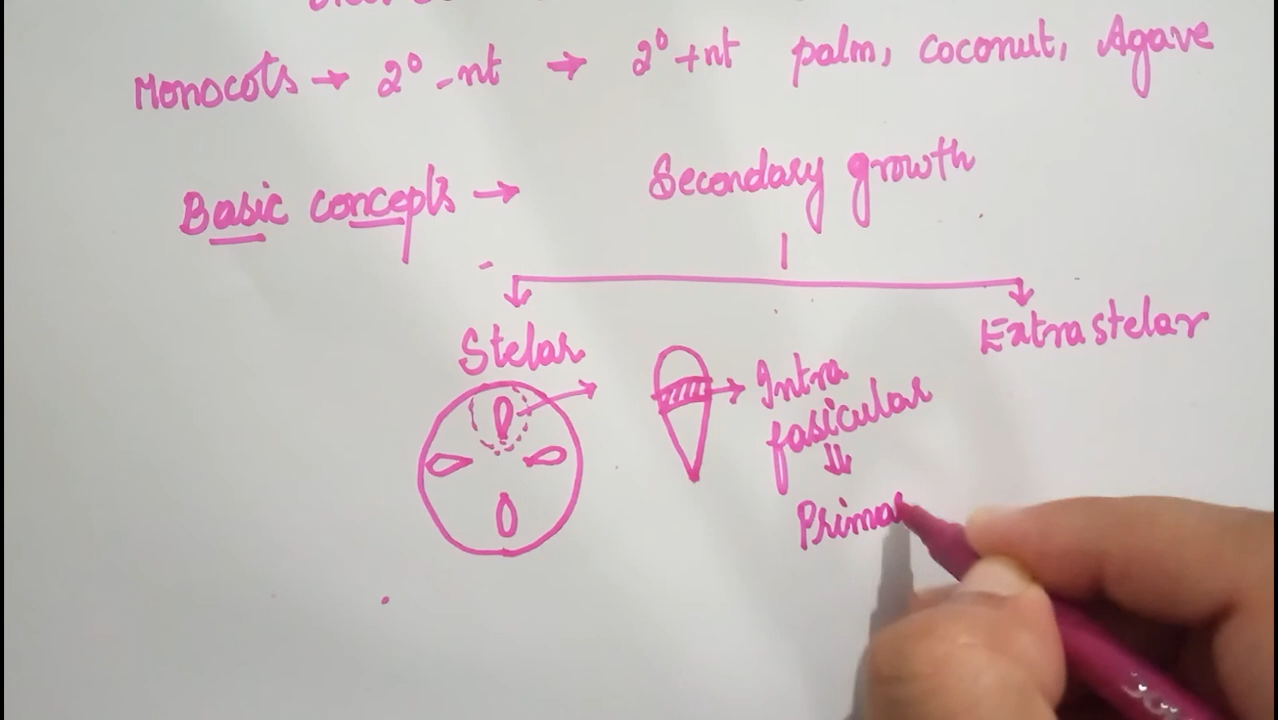 Monocots → 2° -nt → 2° +nt palm, coconut, Agave
Basic concepts →
Secondary growth
Stelar
Extrastelar
Intra
fasicular
Primar